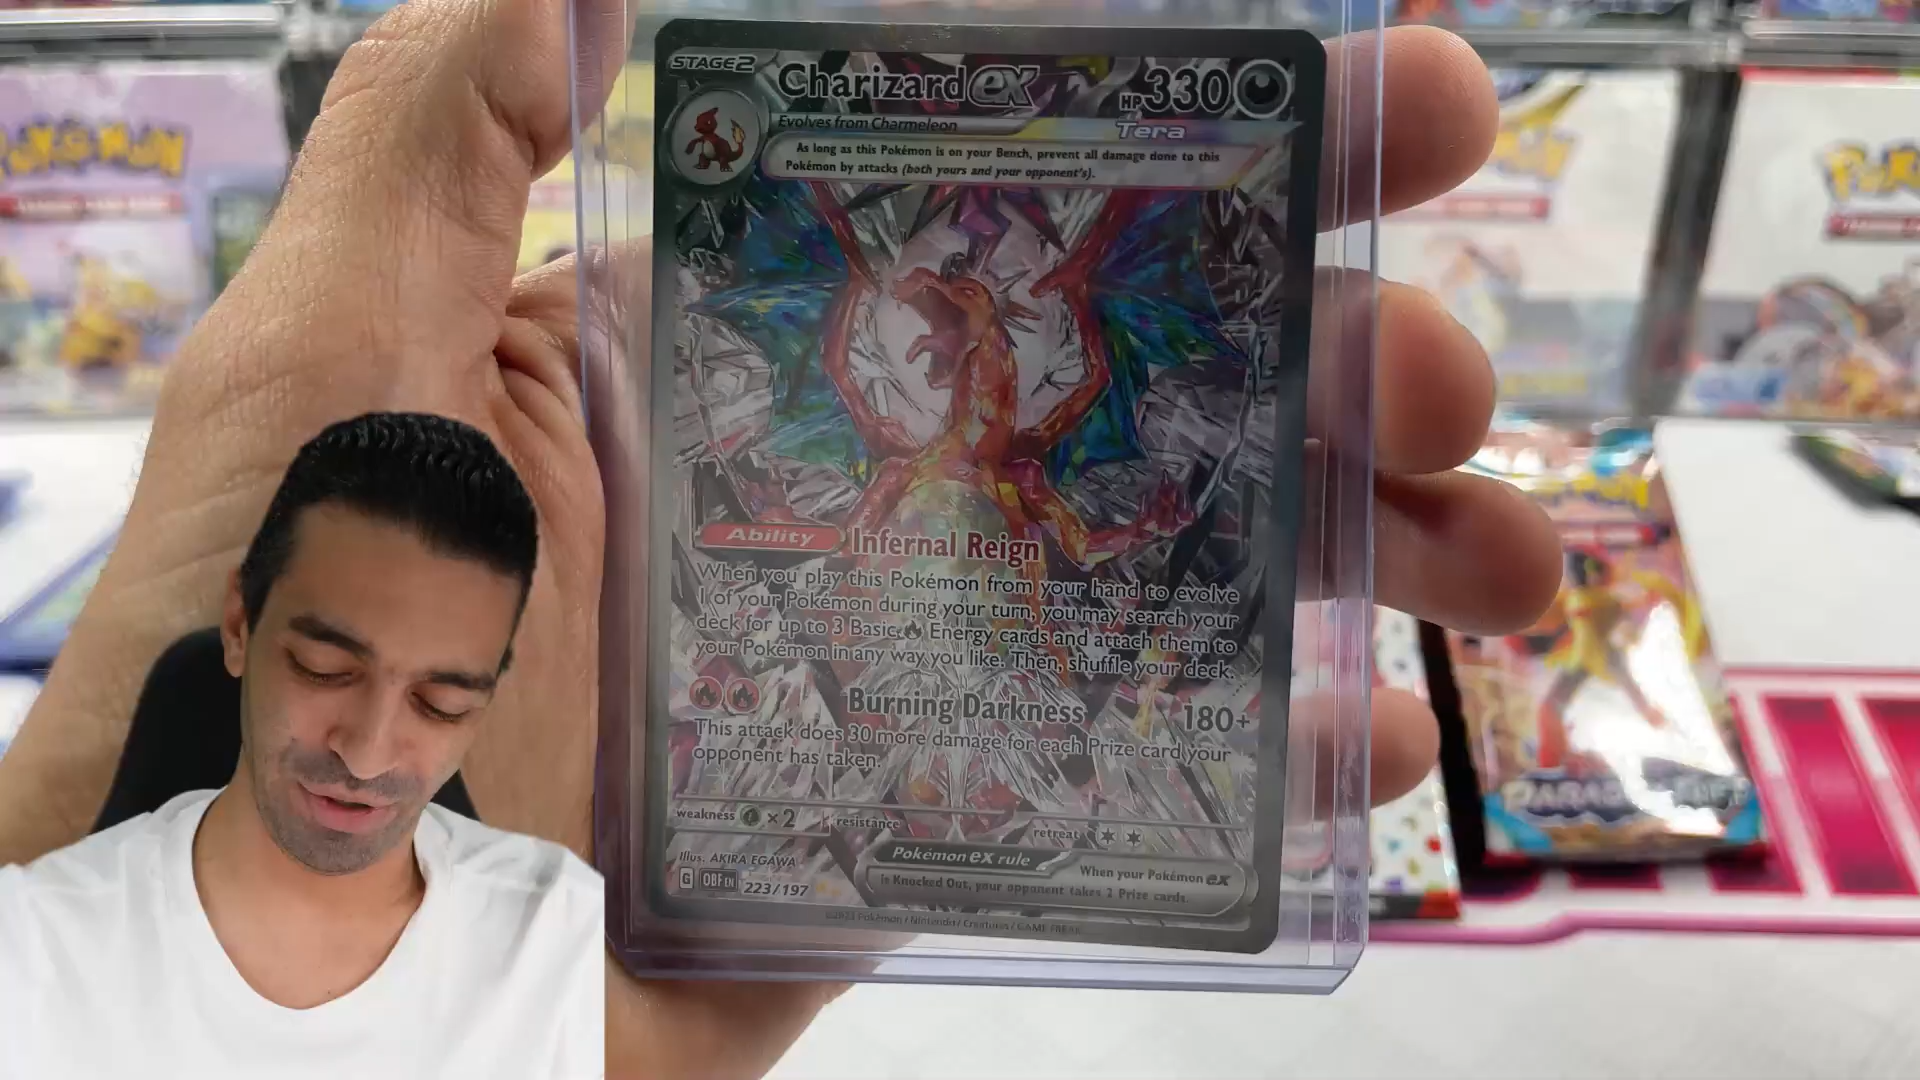 STAGE2
Charizard ex
HP 330
Evolves from Charmeleon
Tera
As long as this Pokémon is on your Bench, prevent all damage done to this
Pokémon by attacks (both yours and your opponent's).
Ability Infernal Reign
When you play this Pokémon from your hand to evolve
1 of your Pokémon during your turn, you may search your
deck for up to 3 Basic Energy cards and attach them to
your Pokémon in any way you like. Then, shuffle your deck.
Burning Darkness 180+
This attack does 30 more damage for each Prize card your
opponent has taken.
weakness ×2 resistance retreat
Illus. AKIRA EGAWA
Pokémon ex rule
When your Pokémon ex
is Knocked Out, your opponent takes 2 Prize cards.
G OBF EN 223/197
©2023 Pokémon / Nintendo / Creatures / GAME FREAK
POKÉMON